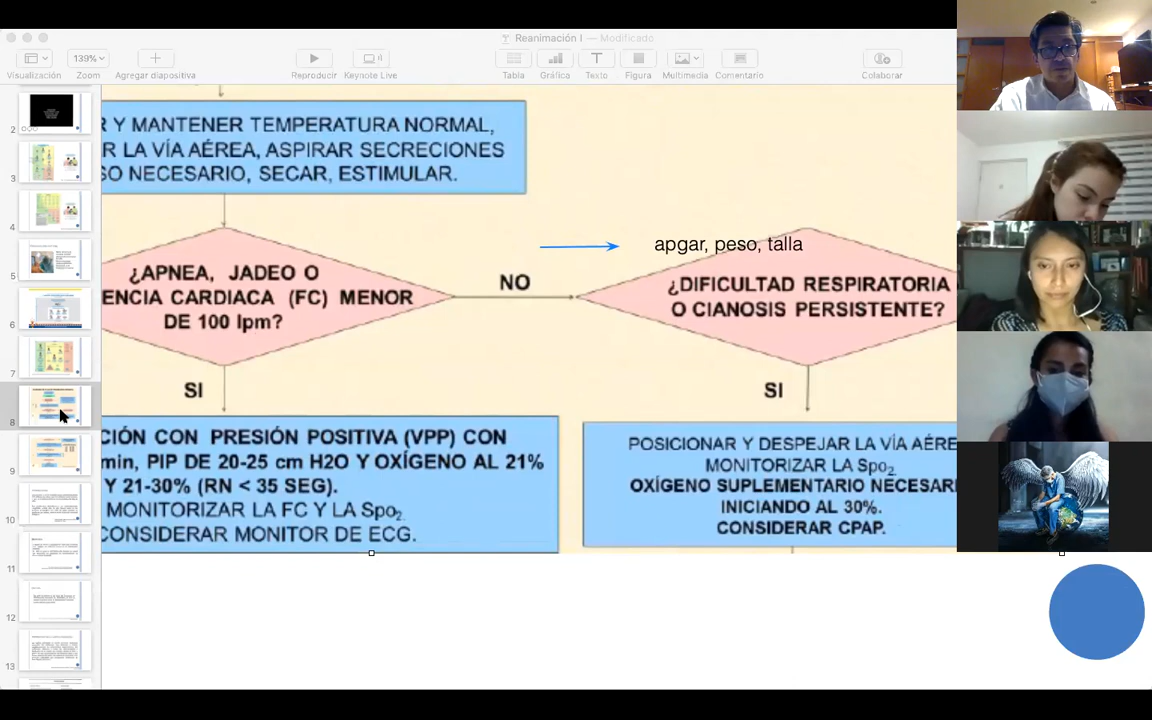 Reanimación I — Modificado
139%
Visualización
Zoom
Agregar diapositiva
Reproducir
Keynote Live
Tabla
Gráfica
Texto
Figura
Multimedia
Comentario
Colaborar
2
3
4
5
6
7
8
9
10
11
12
13
R Y MANTENER TEMPERATURA NORMAL,
R LA VÍA AÉREA, ASPIRAR SECRECIONES
SO NECESARIO, SECAR, ESTIMULAR.
apgar, peso, talla
¿APNEA, JADEO O
ENCIA CARDIACA (FC) MENOR
DE 100 lpm?
NO
¿DIFICULTAD RESPIRATORIA
O CIANOSIS PERSISTENTE?
SI
SI
CIÓN CON PRESIÓN POSITIVA (VPP) CON
min, PIP DE 20-25 cm H2O Y OXÍGENO AL 21%
Y 21-30% (RN < 35 SEG).
MONITORIZAR LA FC Y LA Spo2.
CONSIDERAR MONITOR DE ECG.
POSICIONAR Y DESPEJAR LA VÍA AÉRE
MONITORIZAR LA Spo2.
OXÍGENO SUPLEMENTARIO NECESARI
INICIANDO AL 30%.
CONSIDERAR CPAP.